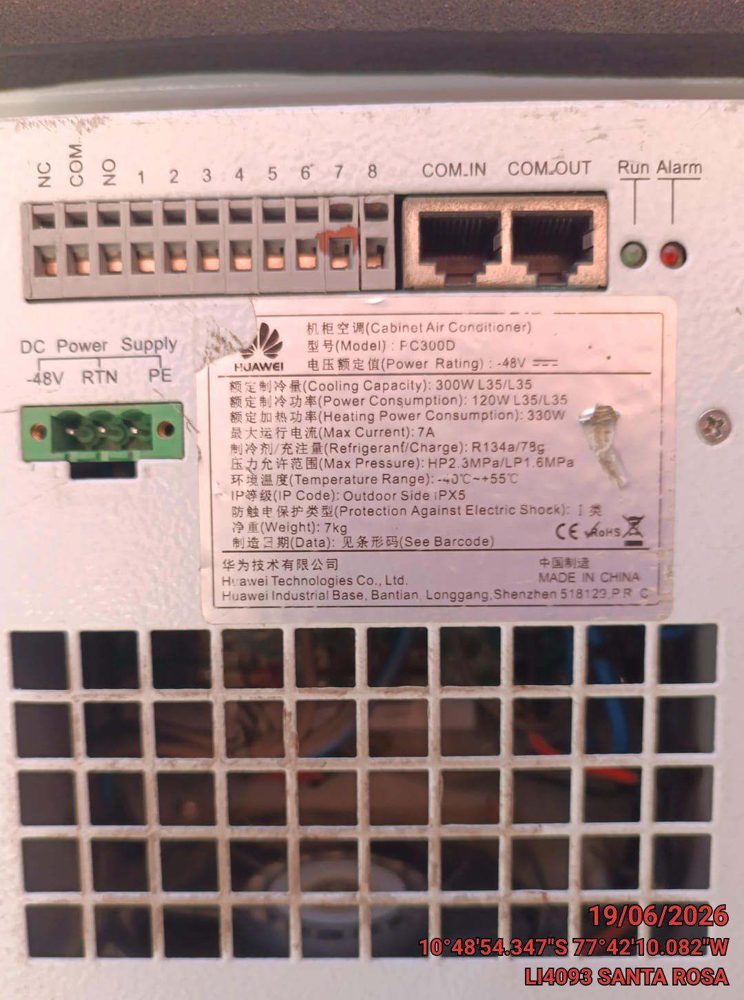 NC COM NO 1 2 3 4 5 6 7 8 COM_IN COM_OUT Run Alarm
DC Power Supply
-48V RTN PE
HUAWEI
机柜空调(Cabinet Air Conditioner)
型号(Model) : PC300D
电压额定值(Power Rating) : -48V
额定制冷量(Cooling Capacity): 300W L35/L35
额定制冷功率(Power Consumption): 120W L35/L35
额定加热功率(Heating Power Consumption): 330W
最大运行电流(Max Current): 7A
制冷剂/充注量(Refrigerant/Charge): R134a/78g
压力允许范围(Max Pressure): HP2.3MPa/LP1.6MPa
环境温度(Temperature Range): -40℃~+55℃
IP等级(IP Code): Outdoor Side IPX5
防触电保护类型(Protection Against Electric Shock): I 类
净重(Weight): 7kg
CE RoHS
制造日期(Data): 见条形码(See Barcode)
华为技术有限公司 中国制造
Huawei Technologies Co., Ltd. MADE IN CHINA
Huawei Industrial Base, Bantian, Longgang,Shenzhen 518129,P.R.C
19/06/2026
10°48'54.347"S 77°42'10.082"W
LI4093 SANTA ROSA